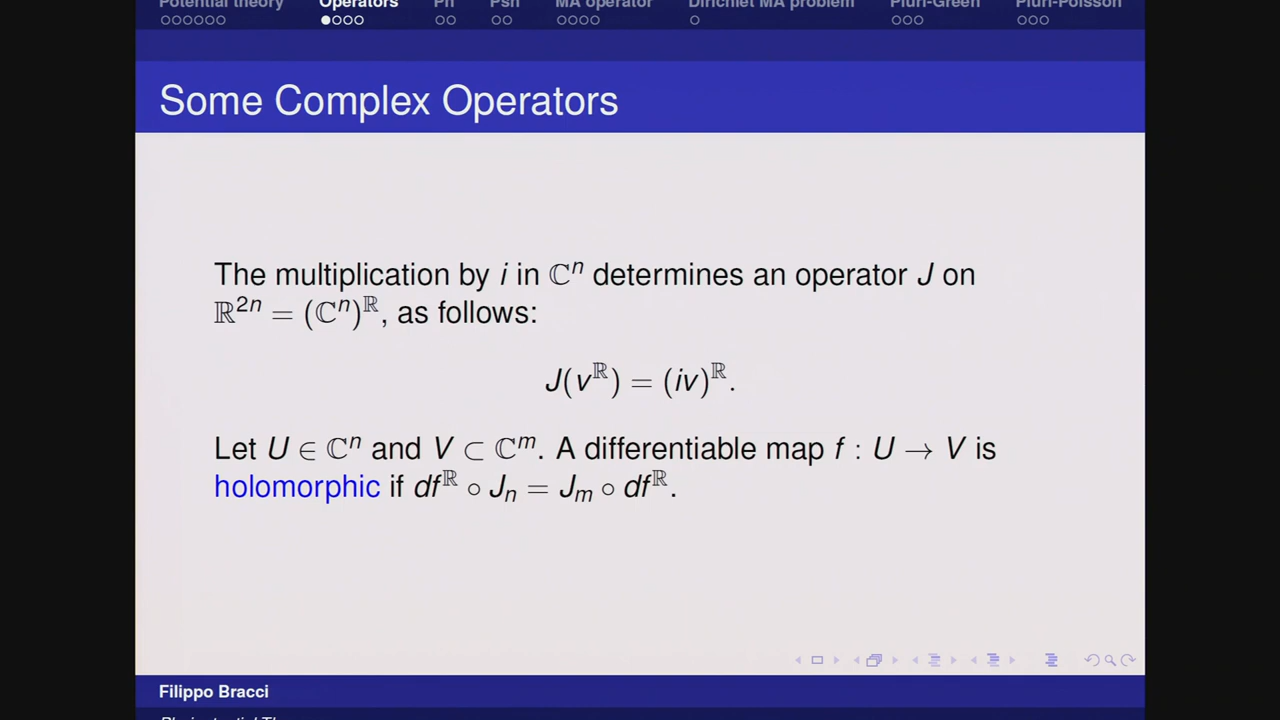 Potential theory Operators Ph Psh MA operator Dirichlet MA problem Pluri-Green Pluri-Poisson
Some Complex Operators
The multiplication by i in ℂⁿ determines an operator J on
ℝ²ⁿ = (ℂⁿ)^ℝ, as follows:
J(v^ℝ) = (iv)^ℝ.
Let U ∈ ℂⁿ and V ⊂ ℂᵐ. A differentiable map f : U → V is
holomorphic if df^ℝ ∘ Jₙ = Jₘ ∘ df^ℝ.
Filippo Bracci